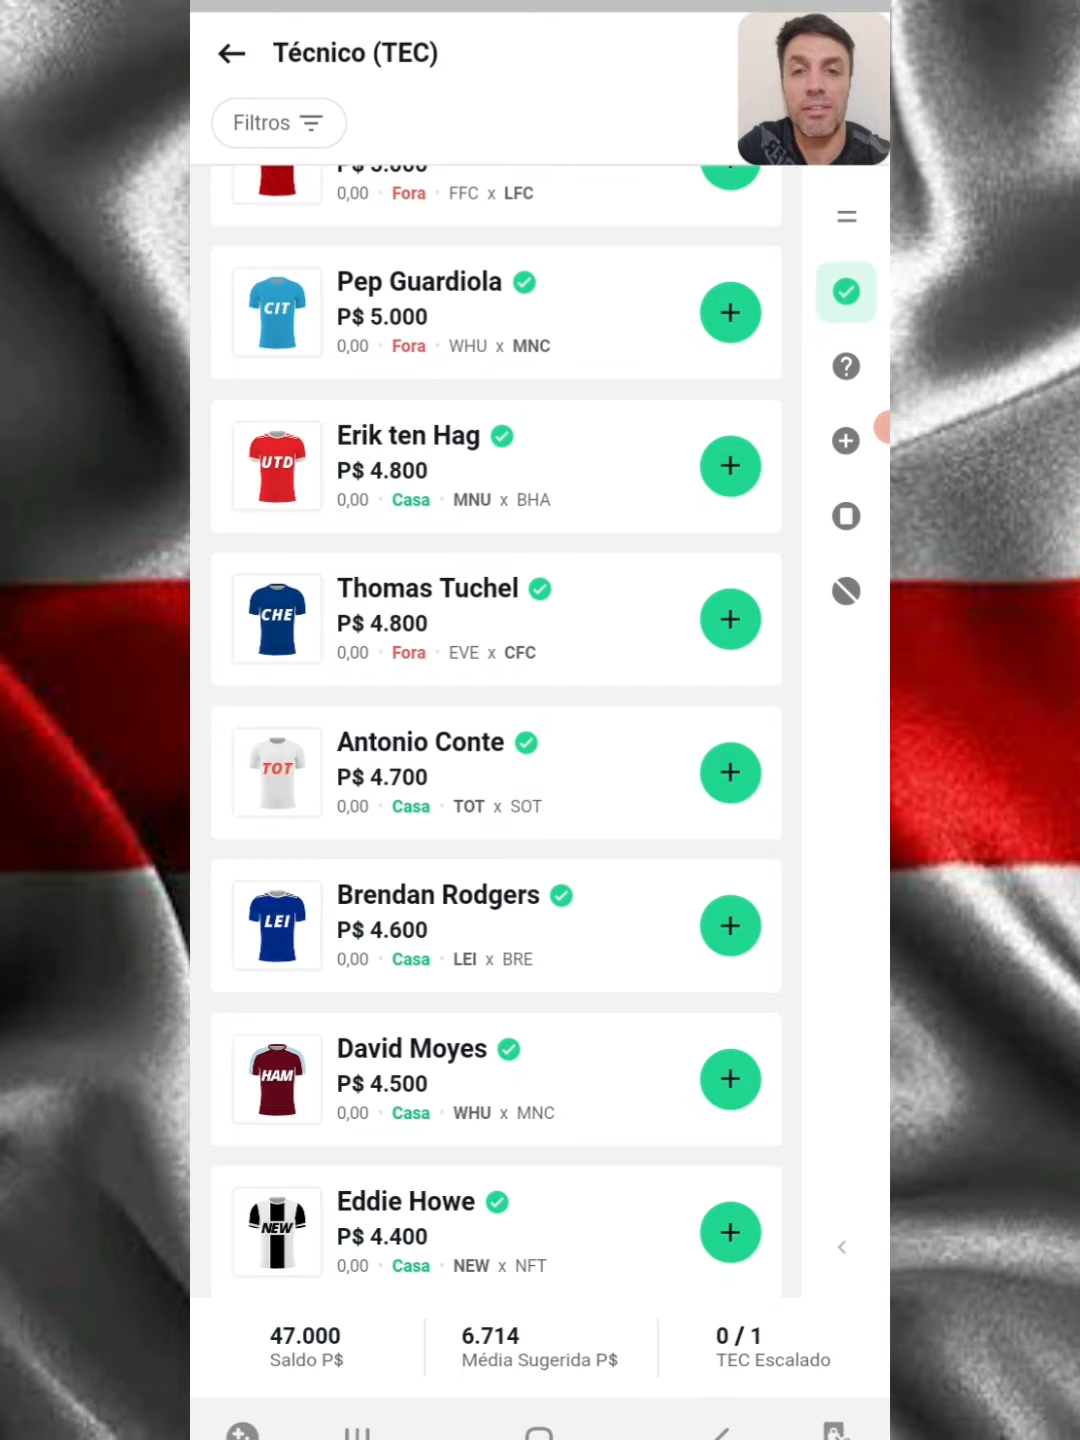 Técnico (TEC)
Filtros
P$ 5.000
0,00 · Fora · FFC x LFC
CIT
Pep Guardiola
P$ 5.000
0,00 · Fora · WHU x MNC
UTD
Erik ten Hag
P$ 4.800
0,00 · Casa · MNU x BHA
CHE
Thomas Tuchel
P$ 4.800
0,00 · Fora · EVE x CFC
TOT
Antonio Conte
P$ 4.700
0,00 · Casa · TOT x SOT
LEI
Brendan Rodgers
P$ 4.600
0,00 · Casa · LEI x BRE
HAM
David Moyes
P$ 4.500
0,00 · Casa · WHU x MNC
NEW
Eddie Howe
P$ 4.400
0,00 · Casa · NEW x NFT
47.000
Saldo P$
6.714
Média Sugerida P$
0 / 1
TEC Escalado